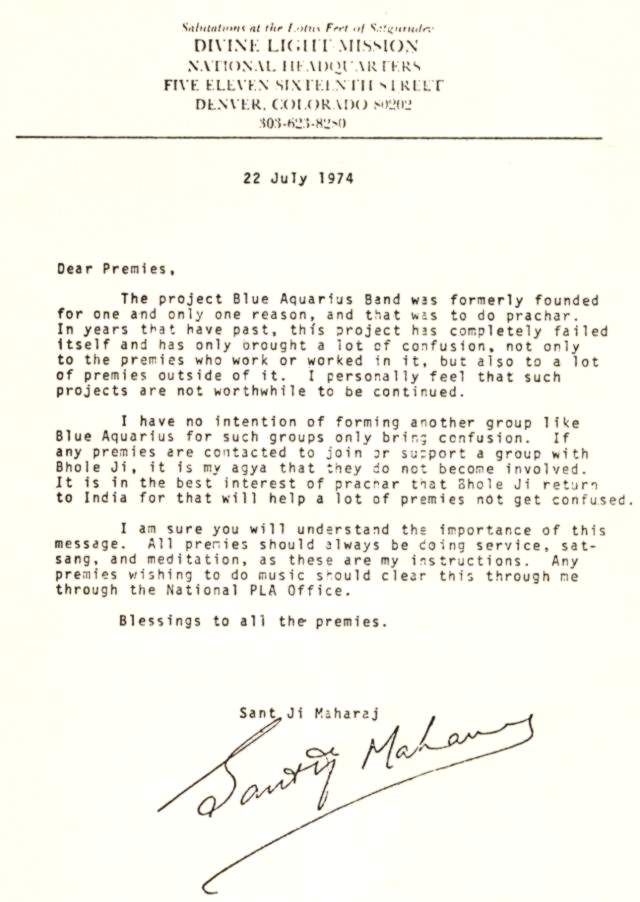 Salutations at the Lotus Feet of Satgurudev
DIVINE LIGHT MISSION
NATIONAL HEADQUARTERS
FIVE ELEVEN SIXTEENTH STREET
DENVER, COLORADO 80202
303-623-8280
22 July 1974
Dear Premies,
The project Blue Aquarius Band was formerly founded
for one and only one reason, and that was to do prachar.
In years that have past, this project has completely failed
itself and has only brought a lot of confusion, not only
to the premies who work or worked in it, but also to a lot
of premies outside of it. I personally feel that such
projects are not worthwhile to be continued.
I have no intention of forming another group like
Blue Aquarius for such groups only bring confusion. If
any premies are contacted to join or support a group with
Bhole Ji, it is my agya that they do not become involved.
It is in the best interest of prachar that Bhole Ji return
to India for that will help a lot of premies not get confused.
I am sure you will understand the importance of this
message. All premies should always be doing service, sat-
sang, and meditation, as these are my instructions. Any
premies wishing to do music should clear this through me
through the National PLA Office.
Blessings to all the premies.
Sant Ji Maharaj
Sant Ji Maharaj